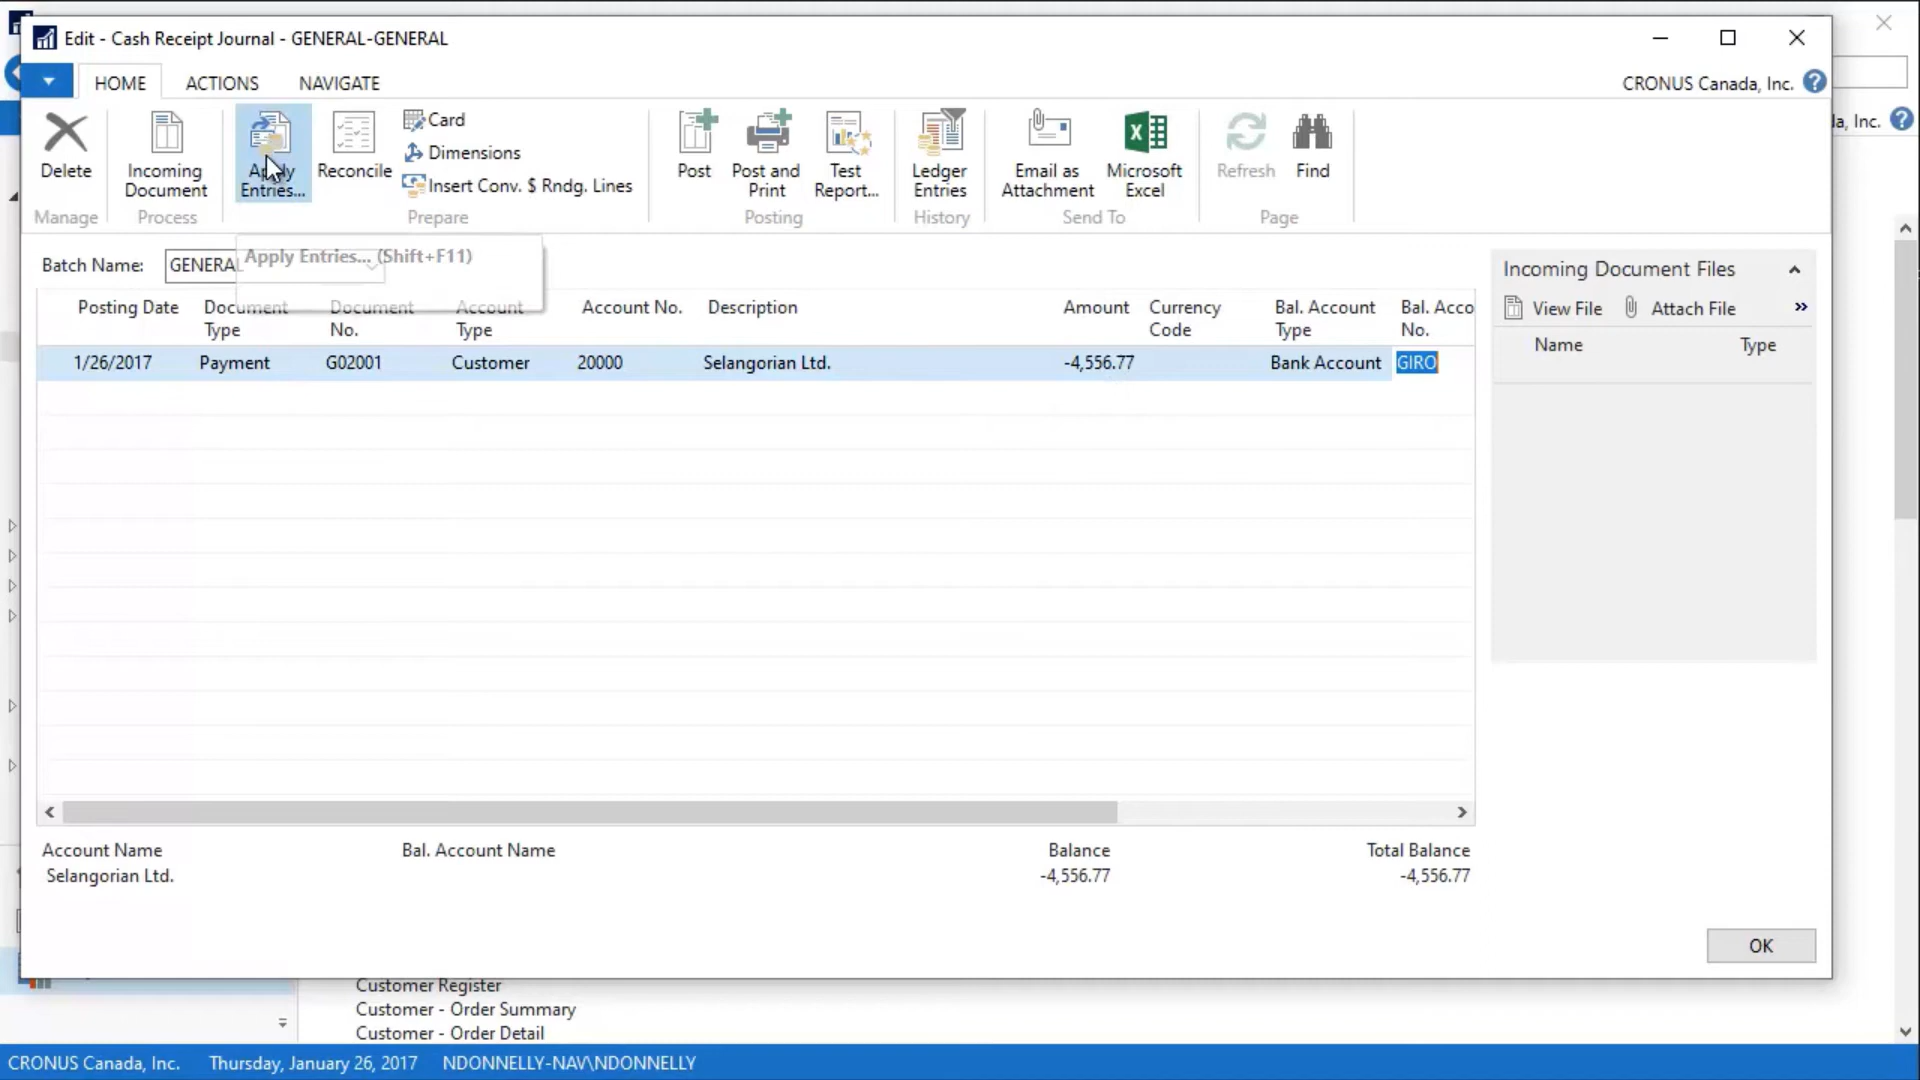 Edit - Cash Receipt Journal - GENERAL-GENERAL
HOME ACTIONS NAVIGATE
CRONUS Canada, Inc.
Delete
Incoming Document
Apply Entries...
Reconcile
Card
Dimensions
Insert Conv. $ Rndg. Lines
Post
Post and Print
Test Report...
Ledger Entries
Email as Attachment
Microsoft Excel
Refresh
Find
Manage Process Prepare Posting History Send To Page
la, Inc.
Batch Name: GENERAL
Apply Entries... (Shift+F11)
Posting Date Document Type Document No. Account Type Account No. Description Amount Currency Code Bal. Account Type Bal. Acco No.
1/26/2017 Payment G02001 Customer 20000 Selangorian Ltd. -4,556.77 Bank Account GIRO
Incoming Document Files
View File Attach File »
Name Type
Account Name Bal. Account Name Balance Total Balance
Selangorian Ltd. -4,556.77 -4,556.77
OK
Customer Register
Customer - Order Summary
Customer - Order Detail
CRONUS Canada, Inc. Thursday, January 26, 2017 NDONNELLY-NAV\NDONNELLY